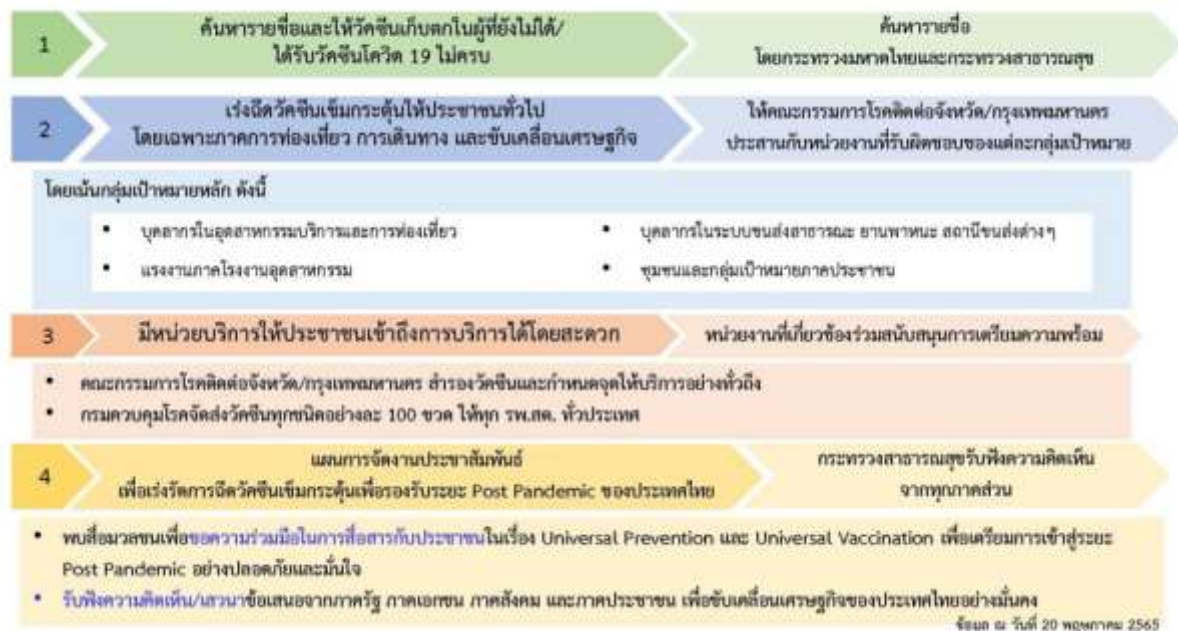 1
ค้นหารายชื่อและให้วัคซีนเก็บตกในผู้ที่ยังไม่ได้/
ได้รับวัคซีนโควิด 19 ไม่ครบ
ค้นหารายชื่อ
โดยกระทรวงมหาดไทยและกระทรวงสาธารณสุข
2
เร่งฉีดวัคซีนเข็มกระตุ้นให้ประชาชนทั่วไป
โดยเฉพาะภาคการท่องเที่ยว การเดินทาง และขับเคลื่อนเศรษฐกิจ
ให้คณะกรรมการโรคติดต่อจังหวัด/กรุงเทพมหานคร
ประสานกับหน่วยงานที่รับผิดชอบของแต่ละกลุ่มเป้าหมาย
โดยเน้นกลุ่มเป้าหมายหลัก ดังนี้
• บุคลากรในอุตสาหกรรมบริการและการท่องเที่ยว
• แรงงานภาคโรงงานอุตสาหกรรม
• บุคลากรในระบบขนส่งสาธารณะ ยานพาหนะ สถานีขนส่งต่างๆ
• ชุมชนและกลุ่มเป้าหมายภาคประชาชน
3
มีหน่วยบริการให้ประชาชนเข้าถึงการบริการได้โดยสะดวก
หน่วยงานที่เกี่ยวข้องร่วมสนับสนุนการเตรียมความพร้อม
• คณะกรรมการโรคติดต่อจังหวัด/กรุงเทพมหานคร สำรองวัคซีนและกำหนดจุดให้บริการอย่างทั่วถึง
• กรมควบคุมโรคจัดส่งวัคซีนทุกชนิดอย่างละ 100 ขวด ให้ทุก รพ.สต. ทั่วประเทศ
4
แผนการจัดงานประชาสัมพันธ์
เพื่อเร่งรัดการฉีดวัคซีนเข็มกระตุ้นเพื่อรองรับระยะ Post Pandemic ของประเทศไทย
กระทรวงสาธารณสุขรับฟังความคิดเห็น
จากทุกภาคส่วน
• พบสื่อมวลชนเพื่อขอความร่วมมือในการสื่อสารกับประชาชนในเรื่อง Universal Prevention และ Universal Vaccination เพื่อเตรียมการเข้าสู่ระยะ
Post Pandemic อย่างปลอดภัยและมั่นใจ
• รับฟังความคิดเห็น/เสวนาข้อเสนอจากภาครัฐ ภาคเอกชน ภาคสังคม และภาคประชาชน เพื่อขับเคลื่อนเศรษฐกิจของประเทศไทยอย่างมั่นคง
ข้อมูล ณ วันที่ 20 พฤษภาคม 2565